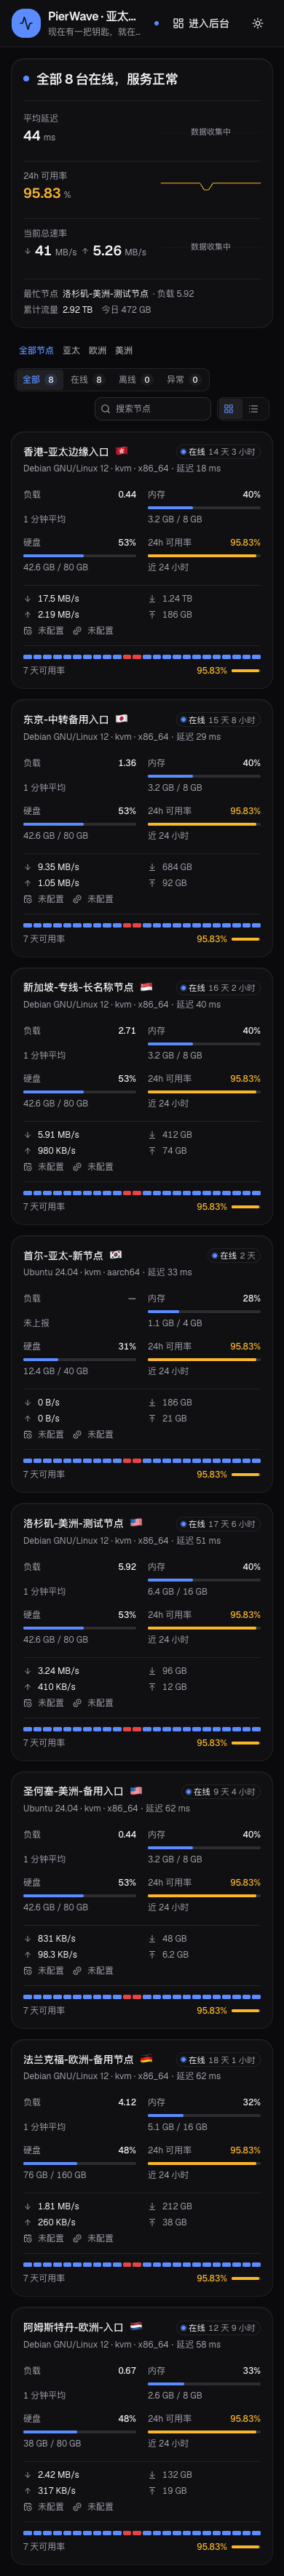 PierWave · 亚太...
现在有一把钥匙，就在...
进入后台
全部 8 台在线，服务正常
平均延迟
44 ms
数据收集中
24h 可用率
95.83 %
当前总速率
↓ 41 MB/s ↑ 5.26 MB/s
数据收集中
最忙节点 洛杉矶-美洲-测试节点 · 负载 5.92
累计流量 2.92 TB 今日 472 GB
全部节点 亚太 欧洲 美洲
全部 8 在线 8 离线 0 异常 0
搜索节点
香港-亚太边缘入口 在线 14 天 3 小时
Debian GNU/Linux 12 · kvm · x86_64 · 延迟 18 ms
负载 0.44 内存 40%
1 分钟平均 3.2 GB / 8 GB
硬盘 53% 24h 可用率 95.83%
42.6 GB / 80 GB 近 24 小时
↓ 17.5 MB/s 1.24 TB
↑ 2.19 MB/s 186 GB
未配置 未配置
7 天可用率 95.83%
东京-中转备用入口 在线 15 天 8 小时
Debian GNU/Linux 12 · kvm · x86_64 · 延迟 29 ms
负载 1.36 内存 40%
1 分钟平均 3.2 GB / 8 GB
硬盘 53% 24h 可用率 95.83%
42.6 GB / 80 GB 近 24 小时
↓ 9.35 MB/s 684 GB
↑ 1.05 MB/s 92 GB
未配置 未配置
7 天可用率 95.83%
新加坡-专线-长名称节点 在线 16 天 2 小时
Debian GNU/Linux 12 · kvm · x86_64 · 延迟 40 ms
负载 2.71 内存 40%
1 分钟平均 3.2 GB / 8 GB
硬盘 53% 24h 可用率 95.83%
42.6 GB / 80 GB 近 24 小时
↓ 5.91 MB/s 412 GB
↑ 980 KB/s 74 GB
未配置 未配置
7 天可用率 95.83%
首尔-亚太-新节点 在线 2 天
Ubuntu 24.04 · kvm · aarch64 · 延迟 33 ms
负载 — 内存 28%
未上报 1.1 GB / 4 GB
硬盘 31% 24h 可用率 95.83%
12.4 GB / 40 GB 近 24 小时
↓ 0 B/s 186 GB
↑ 0 B/s 21 GB
未配置 未配置
7 天可用率 95.83%
洛杉矶-美洲-测试节点 在线 17 天 6 小时
Debian GNU/Linux 12 · kvm · x86_64 · 延迟 51 ms
负载 5.92 内存 40%
1 分钟平均 6.4 GB / 16 GB
硬盘 53% 24h 可用率 95.83%
42.6 GB / 80 GB 近 24 小时
↓ 3.24 MB/s 96 GB
↑ 410 KB/s 12 GB
未配置 未配置
7 天可用率 95.83%
圣何塞-美洲-备用入口 在线 9 天 4 小时
Ubuntu 24.04 · kvm · x86_64 · 延迟 62 ms
负载 0.44 内存 40%
1 分钟平均 3.2 GB / 8 GB
硬盘 53% 24h 可用率 95.83%
42.6 GB / 80 GB 近 24 小时
↓ 831 KB/s 48 GB
↑ 98.3 KB/s 6.2 GB
未配置 未配置
7 天可用率 95.83%
法兰克福-欧洲-备用节点 在线 18 天 1 小时
Debian GNU/Linux 12 · kvm · x86_64 · 延迟 62 ms
负载 4.12 内存 32%
1 分钟平均 5.1 GB / 16 GB
硬盘 48% 24h 可用率 95.83%
76 GB / 160 GB 近 24 小时
↓ 1.81 MB/s 212 GB
↑ 260 KB/s 38 GB
未配置 未配置
7 天可用率 95.83%
阿姆斯特丹-欧洲-入口 在线 12 天 9 小时
Debian GNU/Linux 12 · kvm · x86_64 · 延迟 58 ms
负载 0.67 内存 33%
1 分钟平均 2.6 GB / 8 GB
硬盘 48% 24h 可用率 95.83%
38 GB / 80 GB 近 24 小时
↓ 2.42 MB/s 132 GB
↑ 317 KB/s 19 GB
未配置 未配置
7 天可用率 95.83%